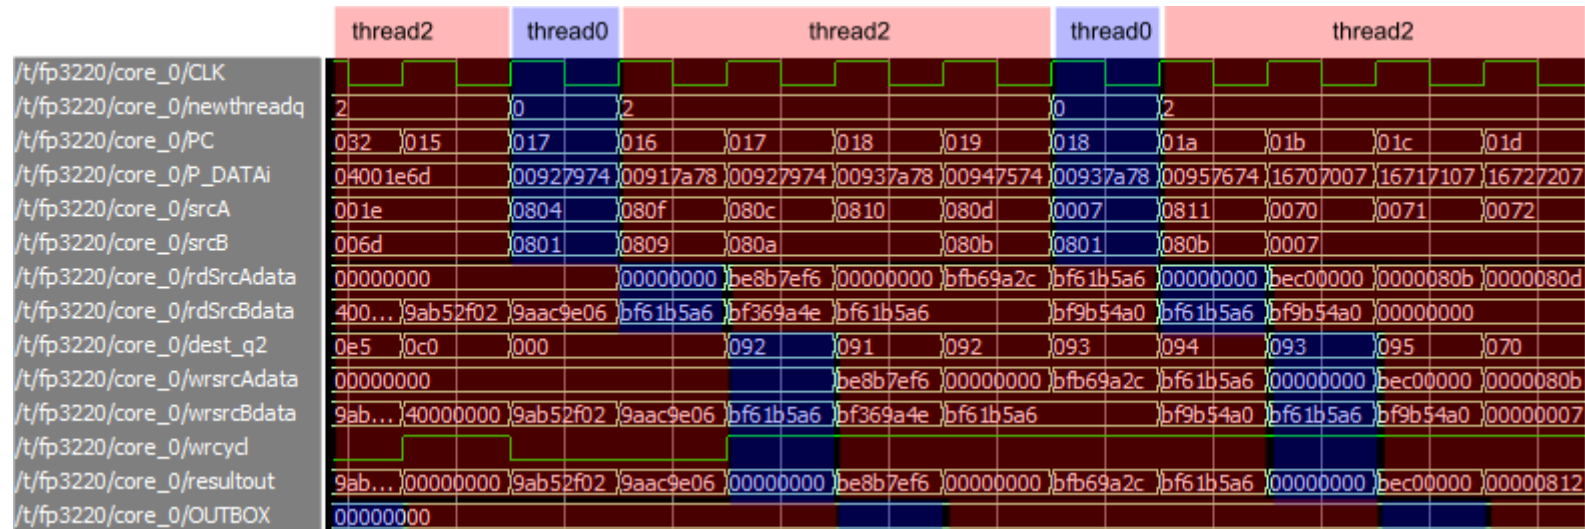 thread2 thread0 thread2 thread0 thread2
/t/fp3220/core_0/CLK
/t/fp3220/core_0/newthreadq 2 0 2 0 2
/t/fp3220/core_0/PC 032 015 017 016 017 018 019 018 01a 01b 01c 01d
/t/fp3220/core_0/P_DATAi 04001e6d 00927974 00917a78 00927974 00937a78 00947574 00937a78 00957674 16707007 16717107 16727207
/t/fp3220/core_0/srcA 001e 0804 080f 080c 0810 080d 0007 0811 0070 0071 0072
/t/fp3220/core_0/srcB 006d 0801 0809 080a 080b 0801 080b 0007
/t/fp3220/core_0/rdSrcAdata 00000000 00000000 be8b7ef6 00000000 bfb69a2c bf61b5a6 00000000 bec00000 0000080b 0000080d
/t/fp3220/core_0/rdSrcBdata 400... 9ab52f02 9aac9e06 bf61b5a6 bf369a4e bf61b5a6 bf9b54a0 bf61b5a6 bf9b54a0 00000000
/t/fp3220/core_0/dest_q2 0e5 0c0 000 092 091 092 093 094 093 095 070
/t/fp3220/core_0/wrsrcAdata 00000000 be8b7ef6 00000000 bfb69a2c bf61b5a6 00000000 bec00000 0000080b
/t/fp3220/core_0/wrsrcBdata 9ab... 40000000 9ab52f02 9aac9e06 bf61b5a6 bf369a4e bf61b5a6 bf9b54a0 bf61b5a6 bf9b54a0 00000007
/t/fp3220/core_0/wrcycl
/t/fp3220/core_0/resultout 9ab... 00000000 9ab52f02 9aac9e06 00000000 be8b7ef6 00000000 bfb69a2c bf61b5a6 00000000 bec00000 00000812
/t/fp3220/core_0/OUTBOX 00000000